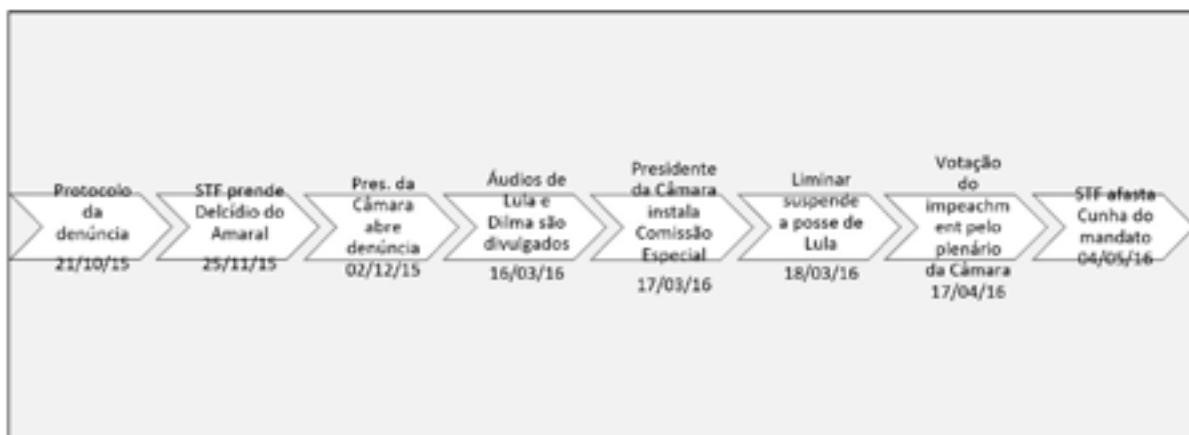 Protocolo
da
denúncia
21/10/15
STF prende
Delcídio do
Amaral
25/11/15
Pres. da
Câmara
abre
denúncia
02/12/15
Áudios de
Lula e
Dilma são
divulgados
16/03/16
Presidente
da Câmara
instala
Comissão
Especial
17/03/16
Liminar
suspende
a posse de
Lula
18/03/16
Votação
do
impeachm
ent pelo
plenário
da Câmara
17/04/16
STF afasta
Cunha do
mandato
04/05/16